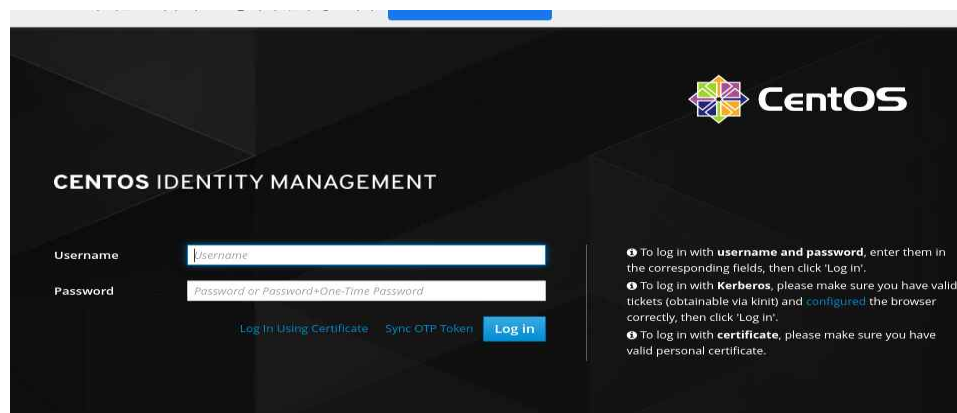 CentOS
CENTOS IDENTITY MANAGEMENT
Username
Username
Password
Password or Password+One-Time Password
Log In Using Certificate Sync OTP Token Log in
To log in with username and password, enter them in
the corresponding fields, then click 'Log in'.
To log in with Kerberos, please make sure you have valid
tickets (obtainable via kinit) and configured the browser
correctly, then click 'Log in'.
To log in with certificate, please make sure you have
valid personal certificate.